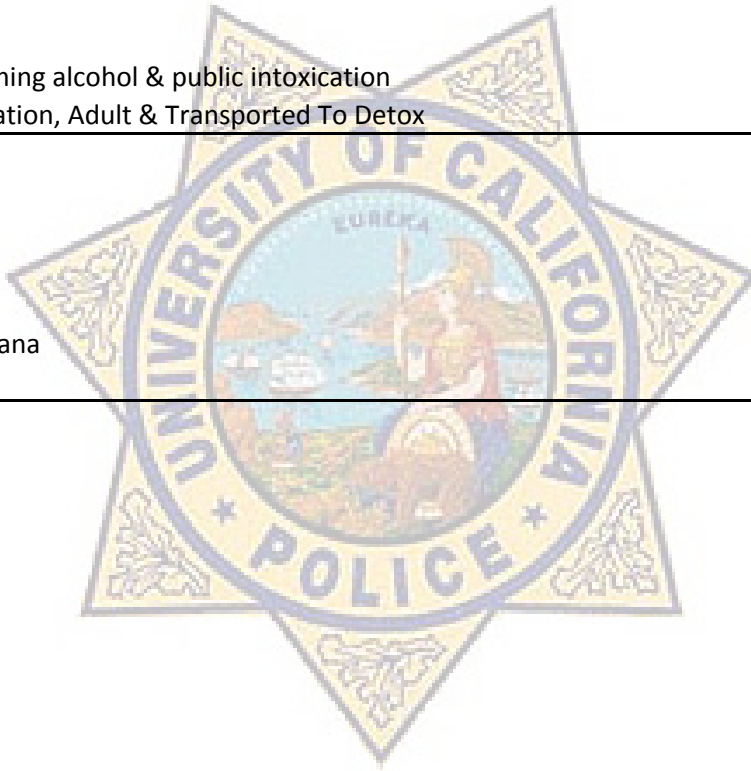 ning alcohol & public intoxication
ation, Adult & Transported To Detox
UNIVERSITY OF CALIFORNIA
EUREKA
ana
* POLICE *